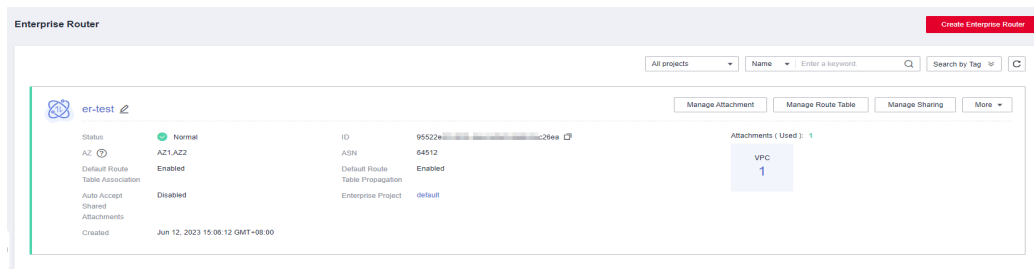 Enterprise Router
Create Enterprise Router
All projects
Name
Enter a keyword.
Search by Tag
C
er-test
Manage Attachment
Manage Route Table
Manage Sharing
More
Status
Normal
ID
95522e
c26ea
Attachments ( Used ): 1
AZ ?
AZ1,AZ2
ASN
64512
VPC
1
Default Route
Table Association
Enabled
Default Route
Table Propagation
Enabled
Auto Accept
Shared
Attachments
Disabled
Enterprise Project
default
Created
Jun 12, 2023 15:06:12 GMT+08:00